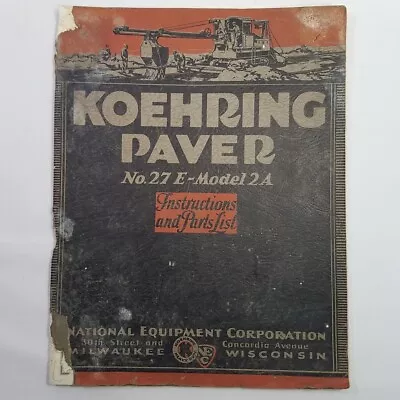 KOEHRING
PAVER
No. 27 E-Model 2A
Instructions
and Parts List
NATIONAL EQUIPMENT CORPORATION
30th Street and Concordia Avenue
MILWAUKEE WISCONSIN